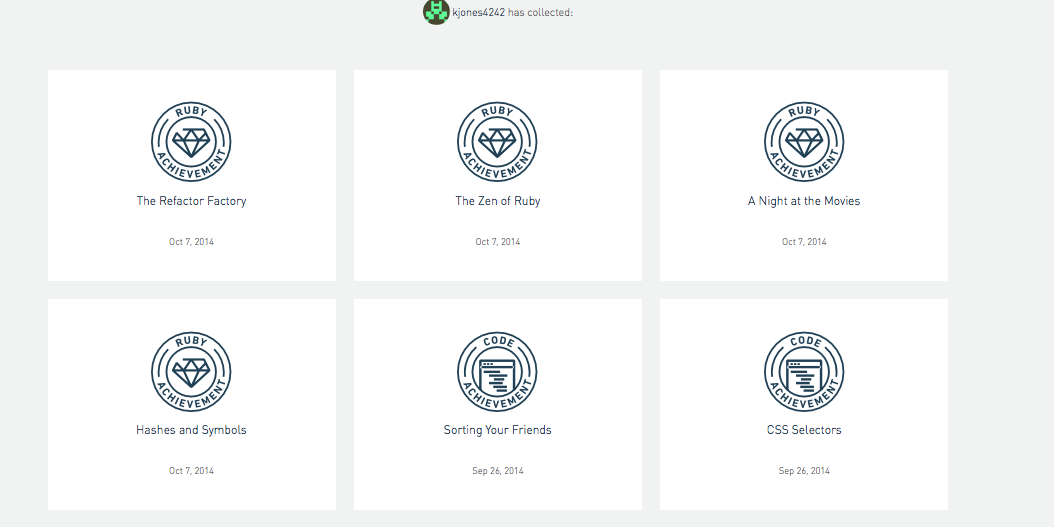 kjones4242 has collected:
RUBY ACHIEVEMENT
RUBY ACHIEVEMENT
RUBY ACHIEVEMENT
The Refactor Factory
The Zen of Ruby
A Night at the Movies
Oct 7, 2014
Oct 7, 2014
Oct 7, 2014
RUBY ACHIEVEMENT
CODE ACHIEVEMENT
CODE ACHIEVEMENT
Hashes and Symbols
Sorting Your Friends
CSS Selectors
Oct 7, 2014
Sep 26, 2014
Sep 26, 2014